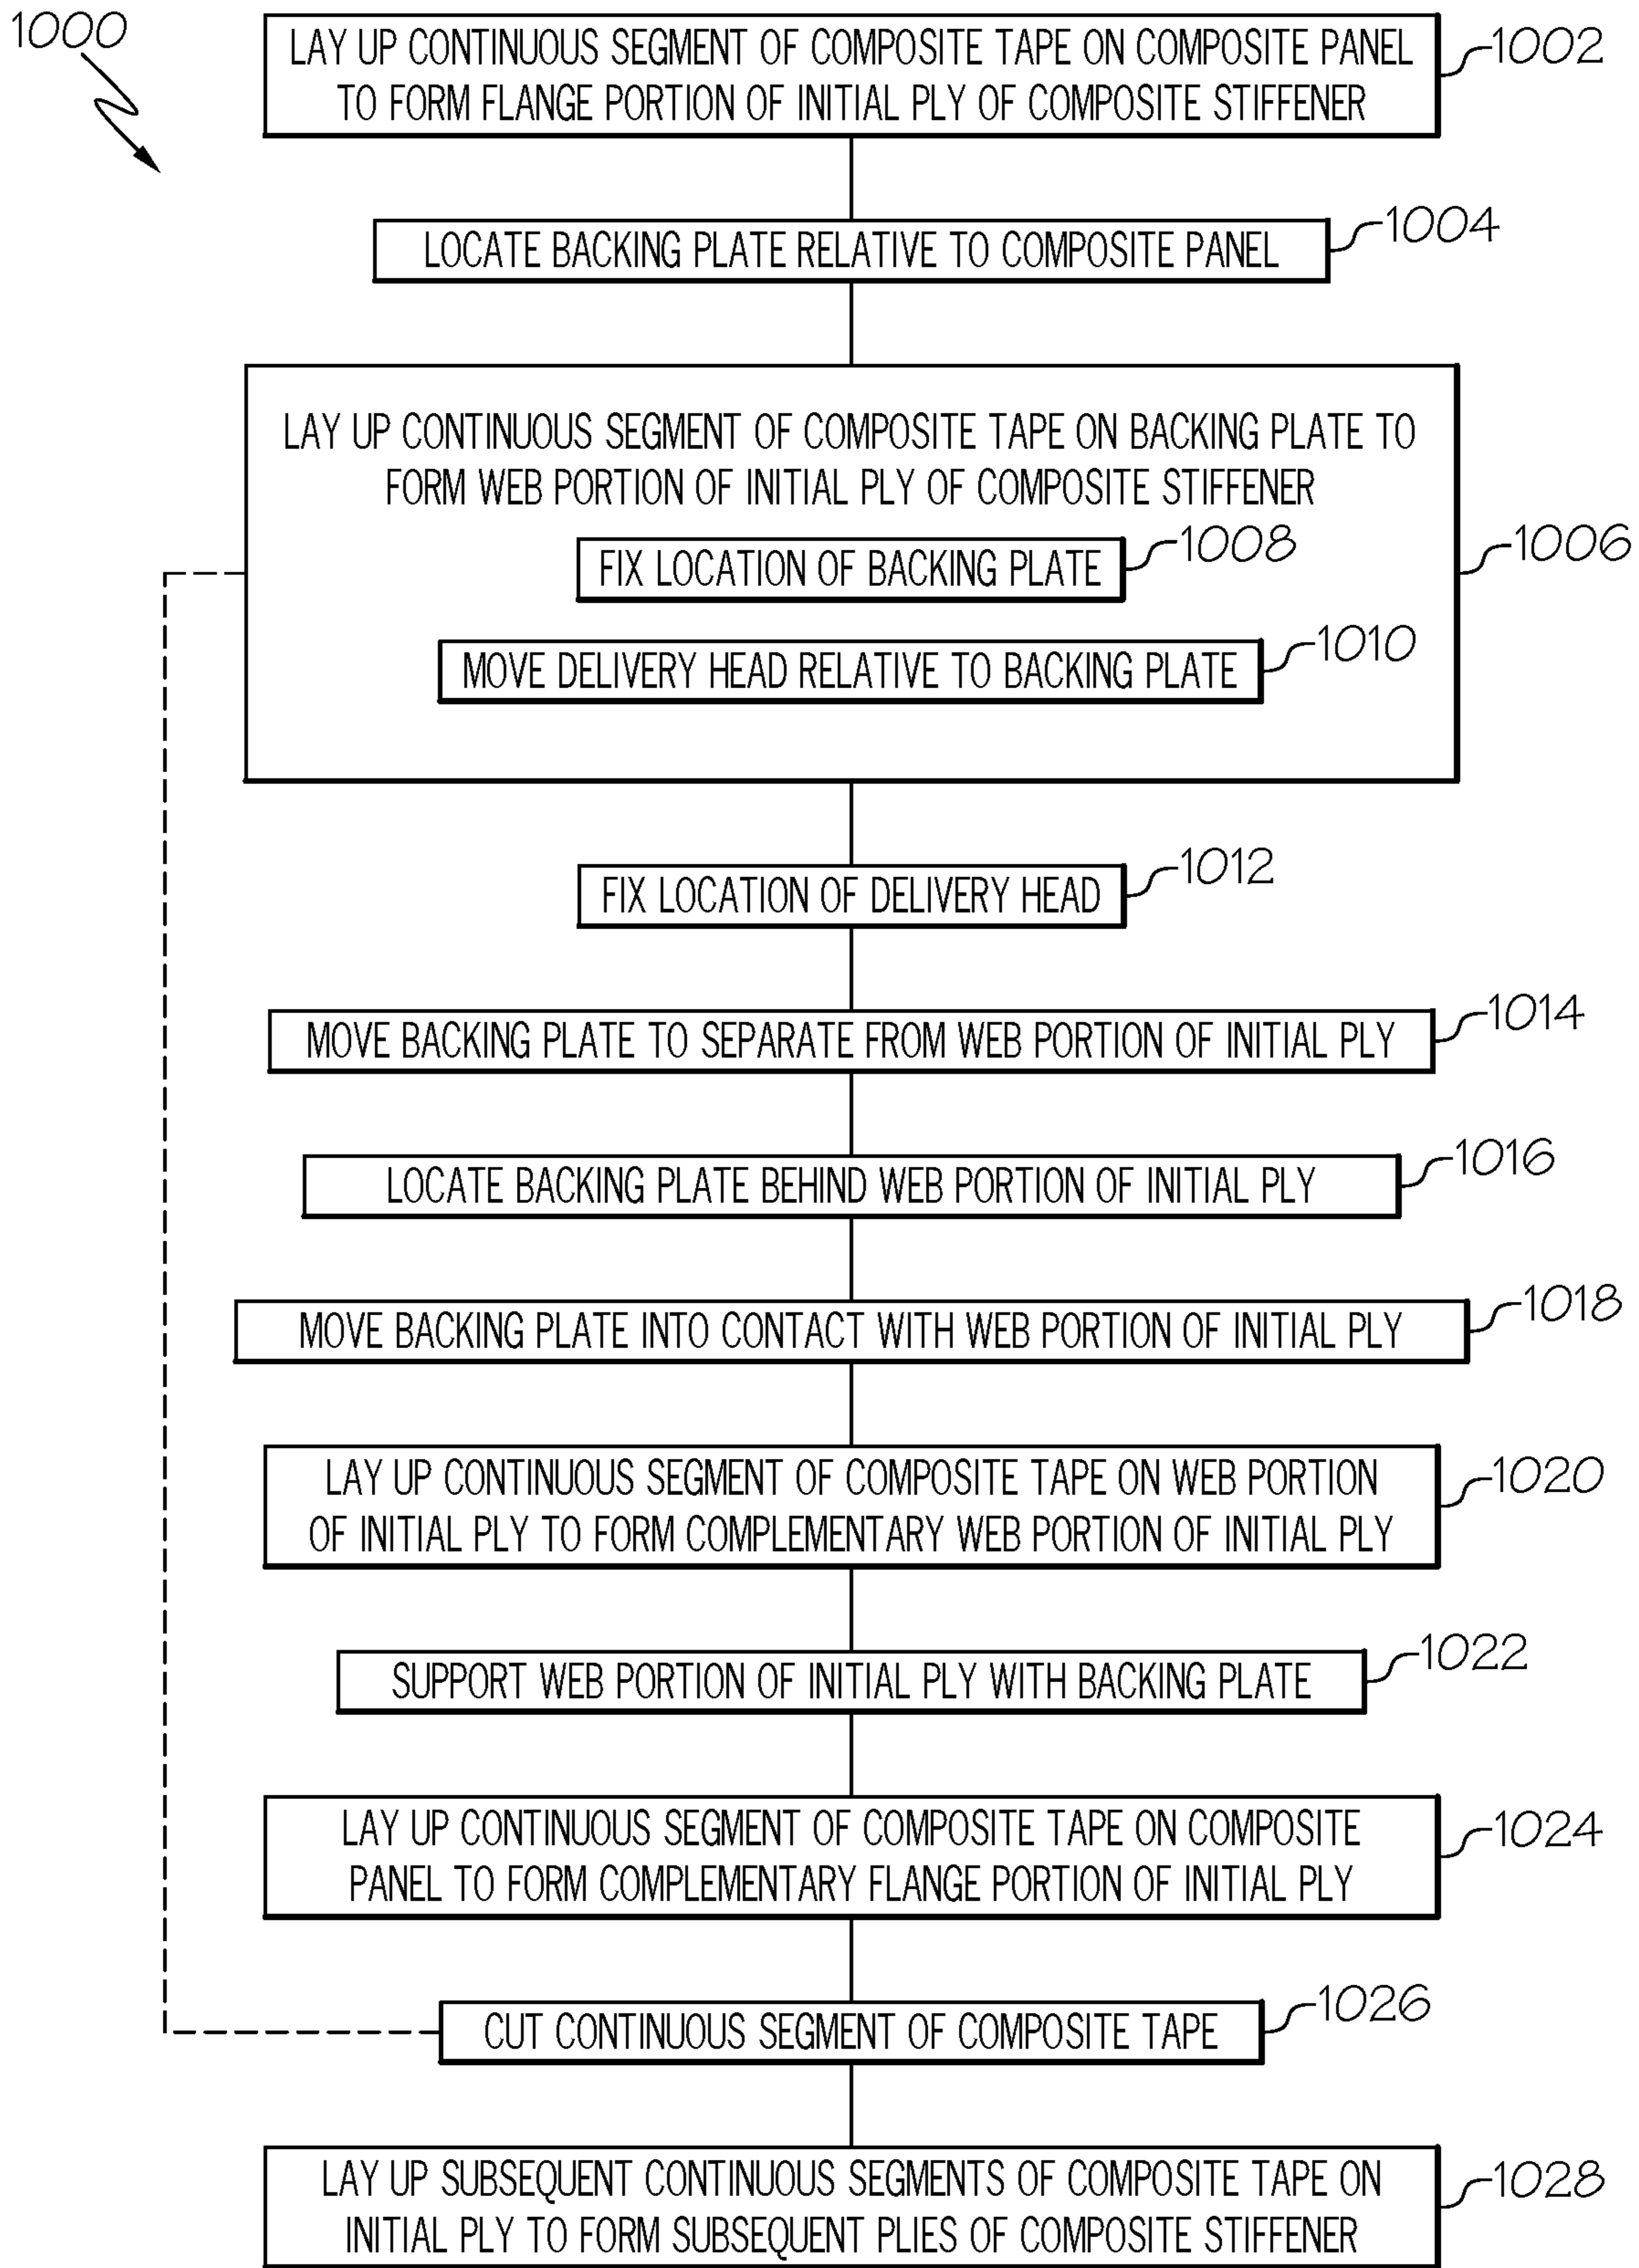 1000
LAY UP CONTINUOUS SEGMENT OF COMPOSITE TAPE ON COMPOSITE PANEL
TO FORM FLANGE PORTION OF INITIAL PLY OF COMPOSITE STIFFENER
1002
LOCATE BACKING PLATE RELATIVE TO COMPOSITE PANEL
1004
LAY UP CONTINUOUS SEGMENT OF COMPOSITE TAPE ON BACKING PLATE TO
FORM WEB PORTION OF INITIAL PLY OF COMPOSITE STIFFENER
1006
FIX LOCATION OF BACKING PLATE
1008
MOVE DELIVERY HEAD RELATIVE TO BACKING PLATE
1010
FIX LOCATION OF DELIVERY HEAD
1012
MOVE BACKING PLATE TO SEPARATE FROM WEB PORTION OF INITIAL PLY
1014
LOCATE BACKING PLATE BEHIND WEB PORTION OF INITIAL PLY
1016
MOVE BACKING PLATE INTO CONTACT WITH WEB PORTION OF INITIAL PLY
1018
LAY UP CONTINUOUS SEGMENT OF COMPOSITE TAPE ON WEB PORTION
OF INITIAL PLY TO FORM COMPLEMENTARY WEB PORTION OF INITIAL PLY
1020
SUPPORT WEB PORTION OF INITIAL PLY WITH BACKING PLATE
1022
LAY UP CONTINUOUS SEGMENT OF COMPOSITE TAPE ON COMPOSITE
PANEL TO FORM COMPLEMENTARY FLANGE PORTION OF INITIAL PLY
1024
CUT CONTINUOUS SEGMENT OF COMPOSITE TAPE
1026
LAY UP SUBSEQUENT CONTINUOUS SEGMENTS OF COMPOSITE TAPE ON
INITIAL PLY TO FORM SUBSEQUENT PLIES OF COMPOSITE STIFFENER
1028